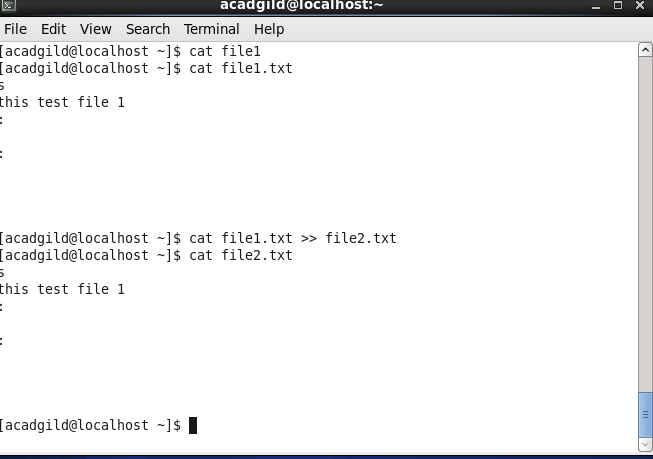 acadgild@localhost:~
File Edit View Search Terminal Help
[acadgild@localhost ~]$ cat file1
[acadgild@localhost ~]$ cat file1.txt
s
this test file 1
:
:
[acadgild@localhost ~]$ cat file1.txt >> file2.txt
[acadgild@localhost ~]$ cat file2.txt
s
this test file 1
:
:
[acadgild@localhost ~]$